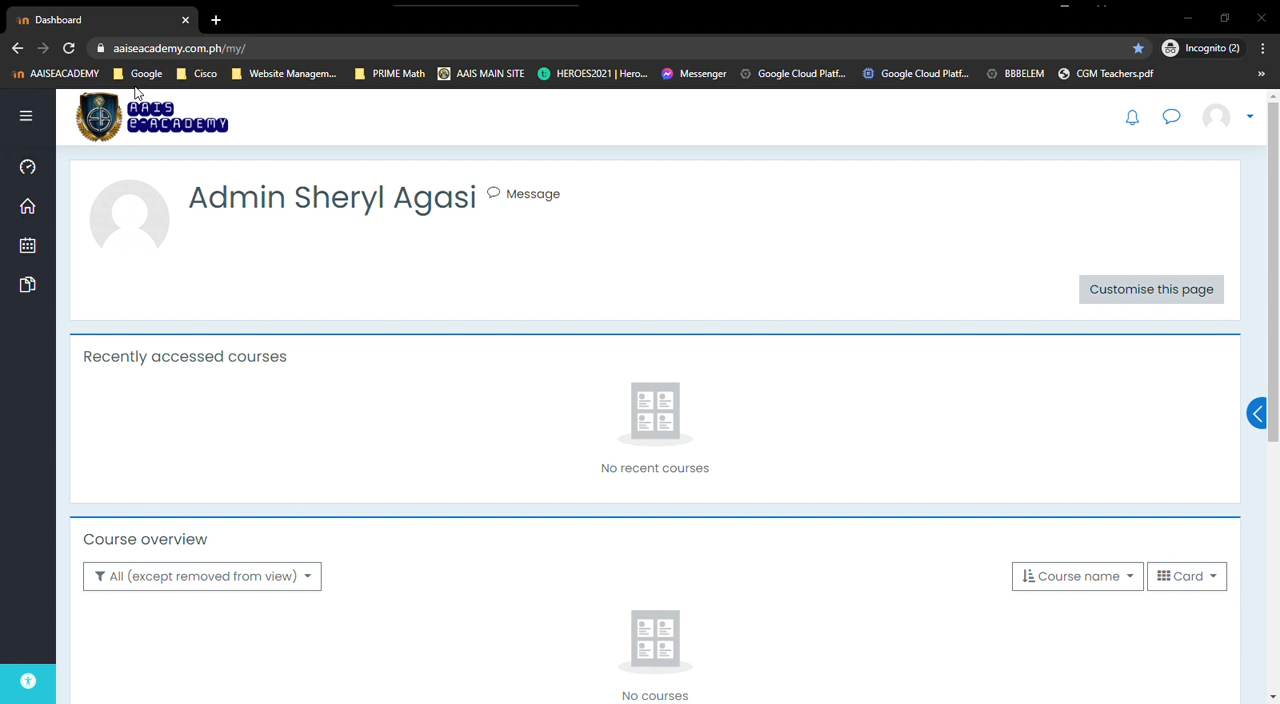 Dashboard
aaiseacademy.com.ph/my/
Incognito (2)
AAISEACADEMY Google Cisco Website Managem... PRIME Math AAIS MAIN SITE HEROES2021 | Hero... Messenger Google Cloud Platf... Google Cloud Platf... BBBELEM CGM Teachers.pdf »
AAIS
e-ACADEMY
Admin Sheryl Agasi Message
Customise this page
Recently accessed courses
No recent courses
Course overview
All (except removed from view) Course name Card
No courses